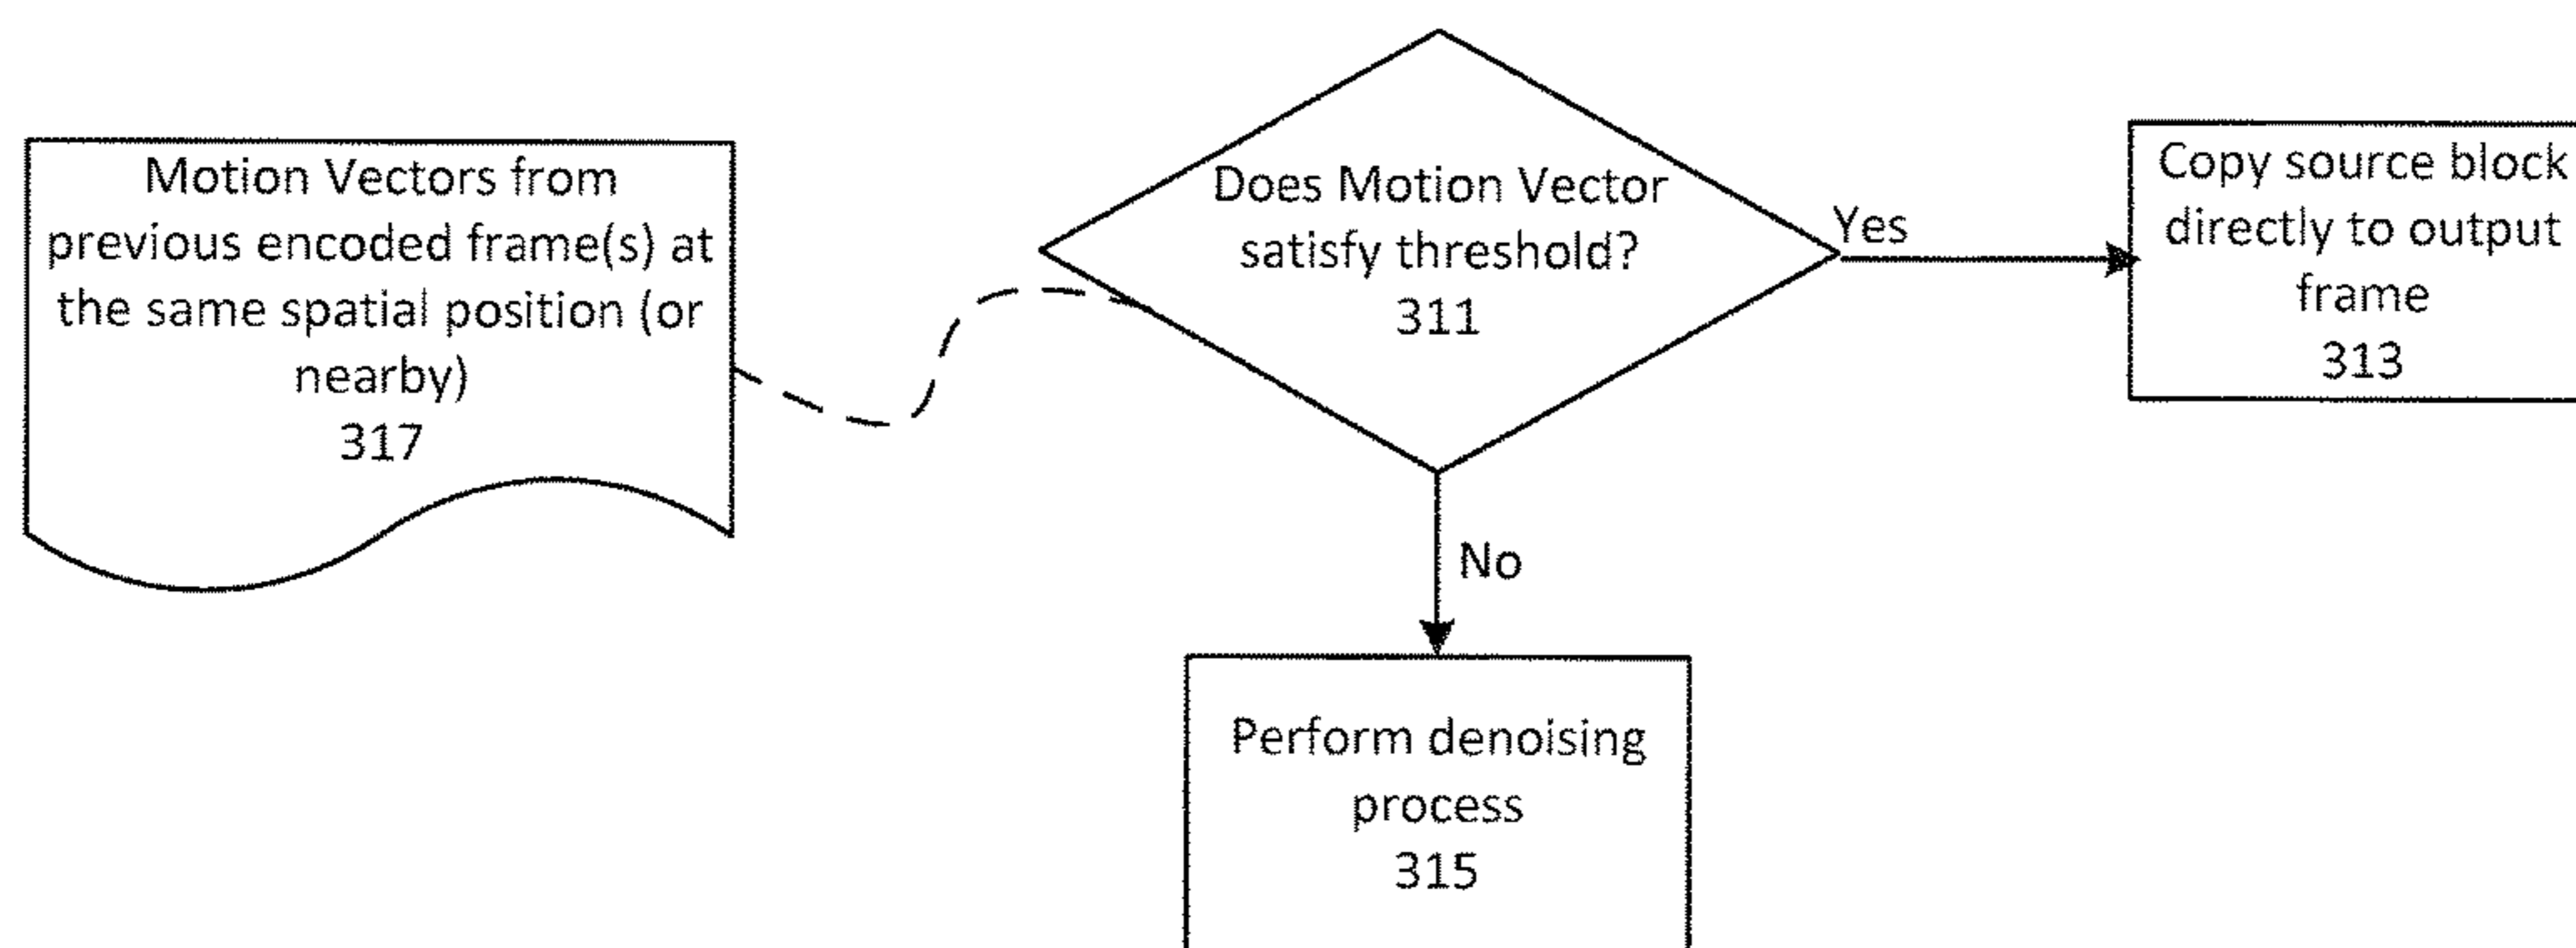 Motion Vectors from
previous encoded frame(s) at
the same spatial position (or
nearby)
317
Does Motion Vector
satisfy threshold?
311
Yes
Copy source block
directly to output
frame
313
No
Perform denoising
process
315